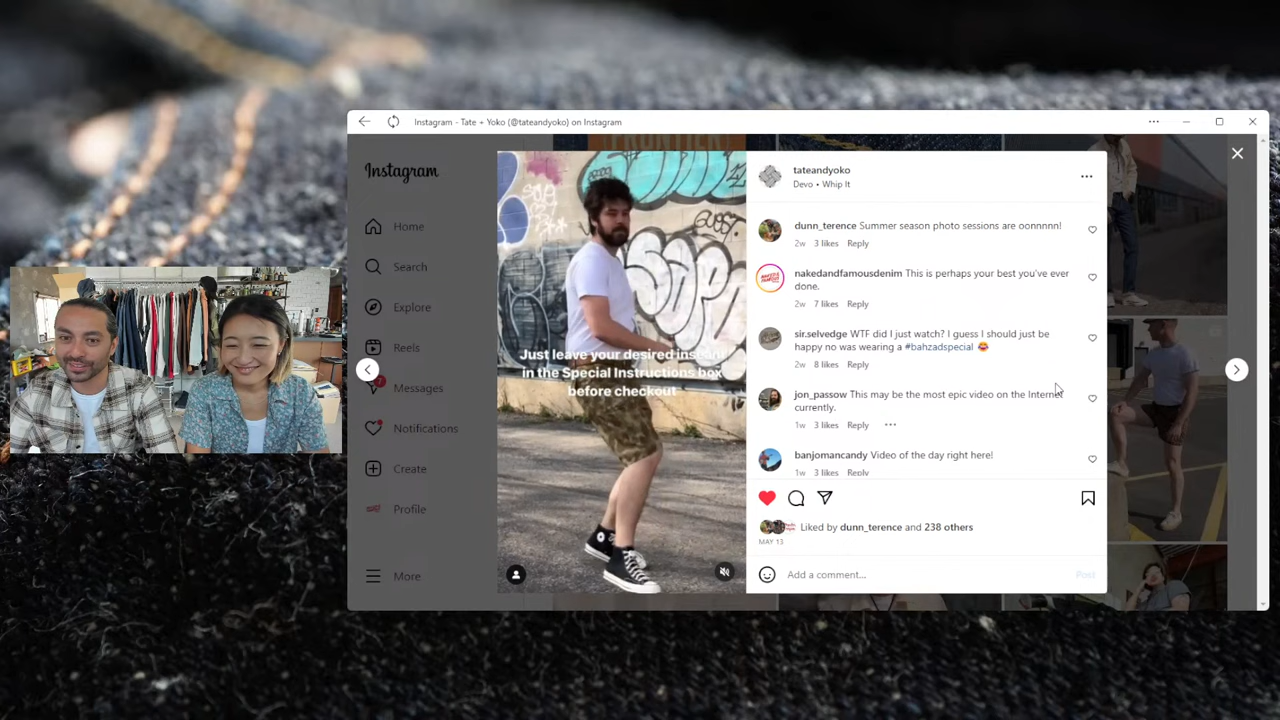 Instagram - Tate + Yoko (@tateandyoko) on Instagram
Instagram
Home
Search
Explore
Reels
7
Messages
Notifications
Create
Profile
More
Just leave your desired inseam
in the Special Instructions box
before checkout
tateandyoko
Devo • Whip It
dunn_terence Summer season photo sessions are oonnnnn!
2w 3 likes Reply
nakedandfamousdenim This is perhaps your best you've ever
done.
2w 7 likes Reply
sir.selvedge WTF did I just watch? I guess I should just be
happy no was wearing a #bahzadspecial 😂
2w 8 likes Reply
jon_passow This may be the most epic video on the Internet
currently.
1w 3 likes Reply
banjomancandy Video of the day right here!
1w 3 likes Reply
Liked by dunn_terence and 238 others
MAY 13
Add a comment...
Post